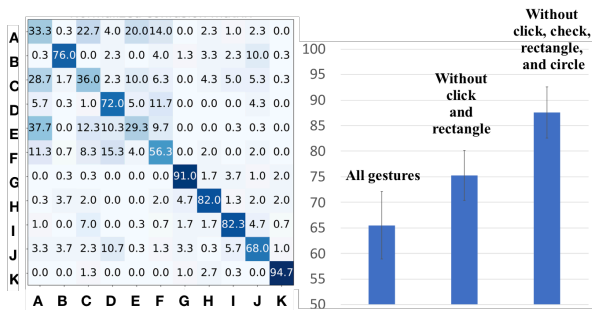 A 33.3 0.3 22.7 4.0 20.0 14.0 0.0 2.3 1.0 2.3 0.0
B 0.3 76.0 0.0 2.3 0.0 4.0 1.3 3.3 2.3 10.0 0.3
C 28.7 1.7 36.0 2.3 10.0 6.3 0.0 4.3 5.0 5.3 0.3
D 5.7 0.3 1.0 72.0 5.0 11.7 0.0 0.0 0.0 4.3 0.0
E 37.7 0.0 12.3 10.3 29.3 9.7 0.0 0.0 0.3 0.3 0.0
F 11.3 1.7 8.3 15.3 4.0 56.3 0.0 2.0 0.0 2.0 0.0
G 0.0 0.3 0.3 0.0 0.0 0.0 91.0 1.7 3.7 1.0 2.0
H 0.3 3.7 2.0 0.0 0.0 2.0 4.7 82.0 1.3 2.0 2.0
I 1.0 0.0 7.0 0.0 0.3 0.7 1.7 1.7 82.3 4.7 0.7
J 3.3 3.7 2.3 10.7 0.3 1.3 3.3 0.3 5.7 68.0 1.0
K 0.0 0.0 1.3 0.0 0.0 0.0 1.0 2.7 0.3 0.0 94.7
A B C D E F G H I J K
100
95
90
85
80
75
70
65
60
55
50
All gestures
Without
click
and
rectangle
Without
click, check,
rectangle,
and circle